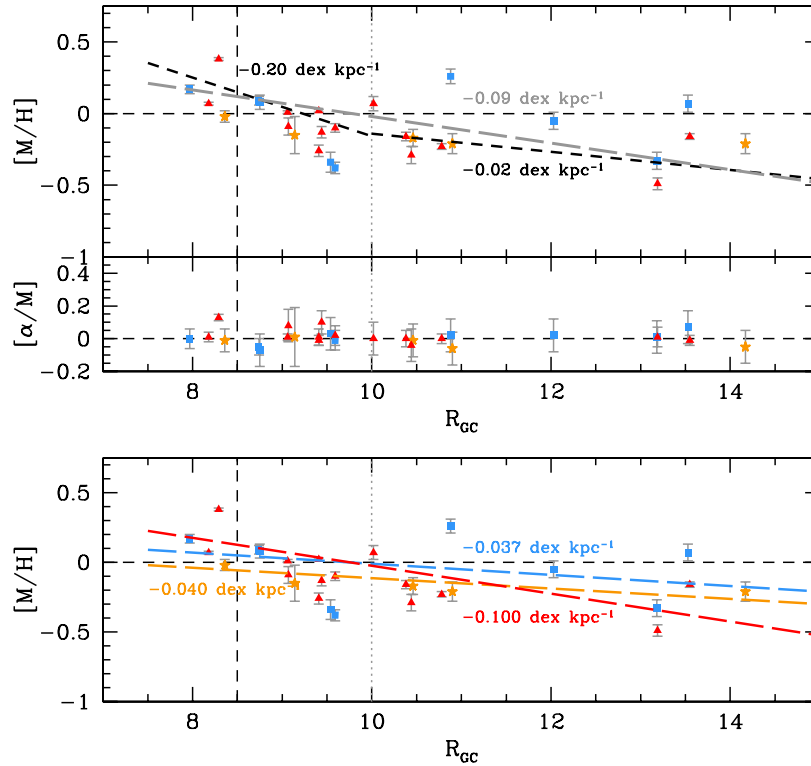 0.5
−0.20 dex kpc⁻¹
−0.09 dex kpc⁻¹
[M/H]
0
−0.02 dex kpc⁻¹
−0.5
−1
0.4
[α/M]
0.2
0.0
−0.2
8
10
12
14
R_GC
0.5
−0.037 dex kpc⁻¹
[M/H]
0
−0.040 dex kpc
−0.100 dex kpc⁻¹
−0.5
−1
8
10
12
14
R_GC